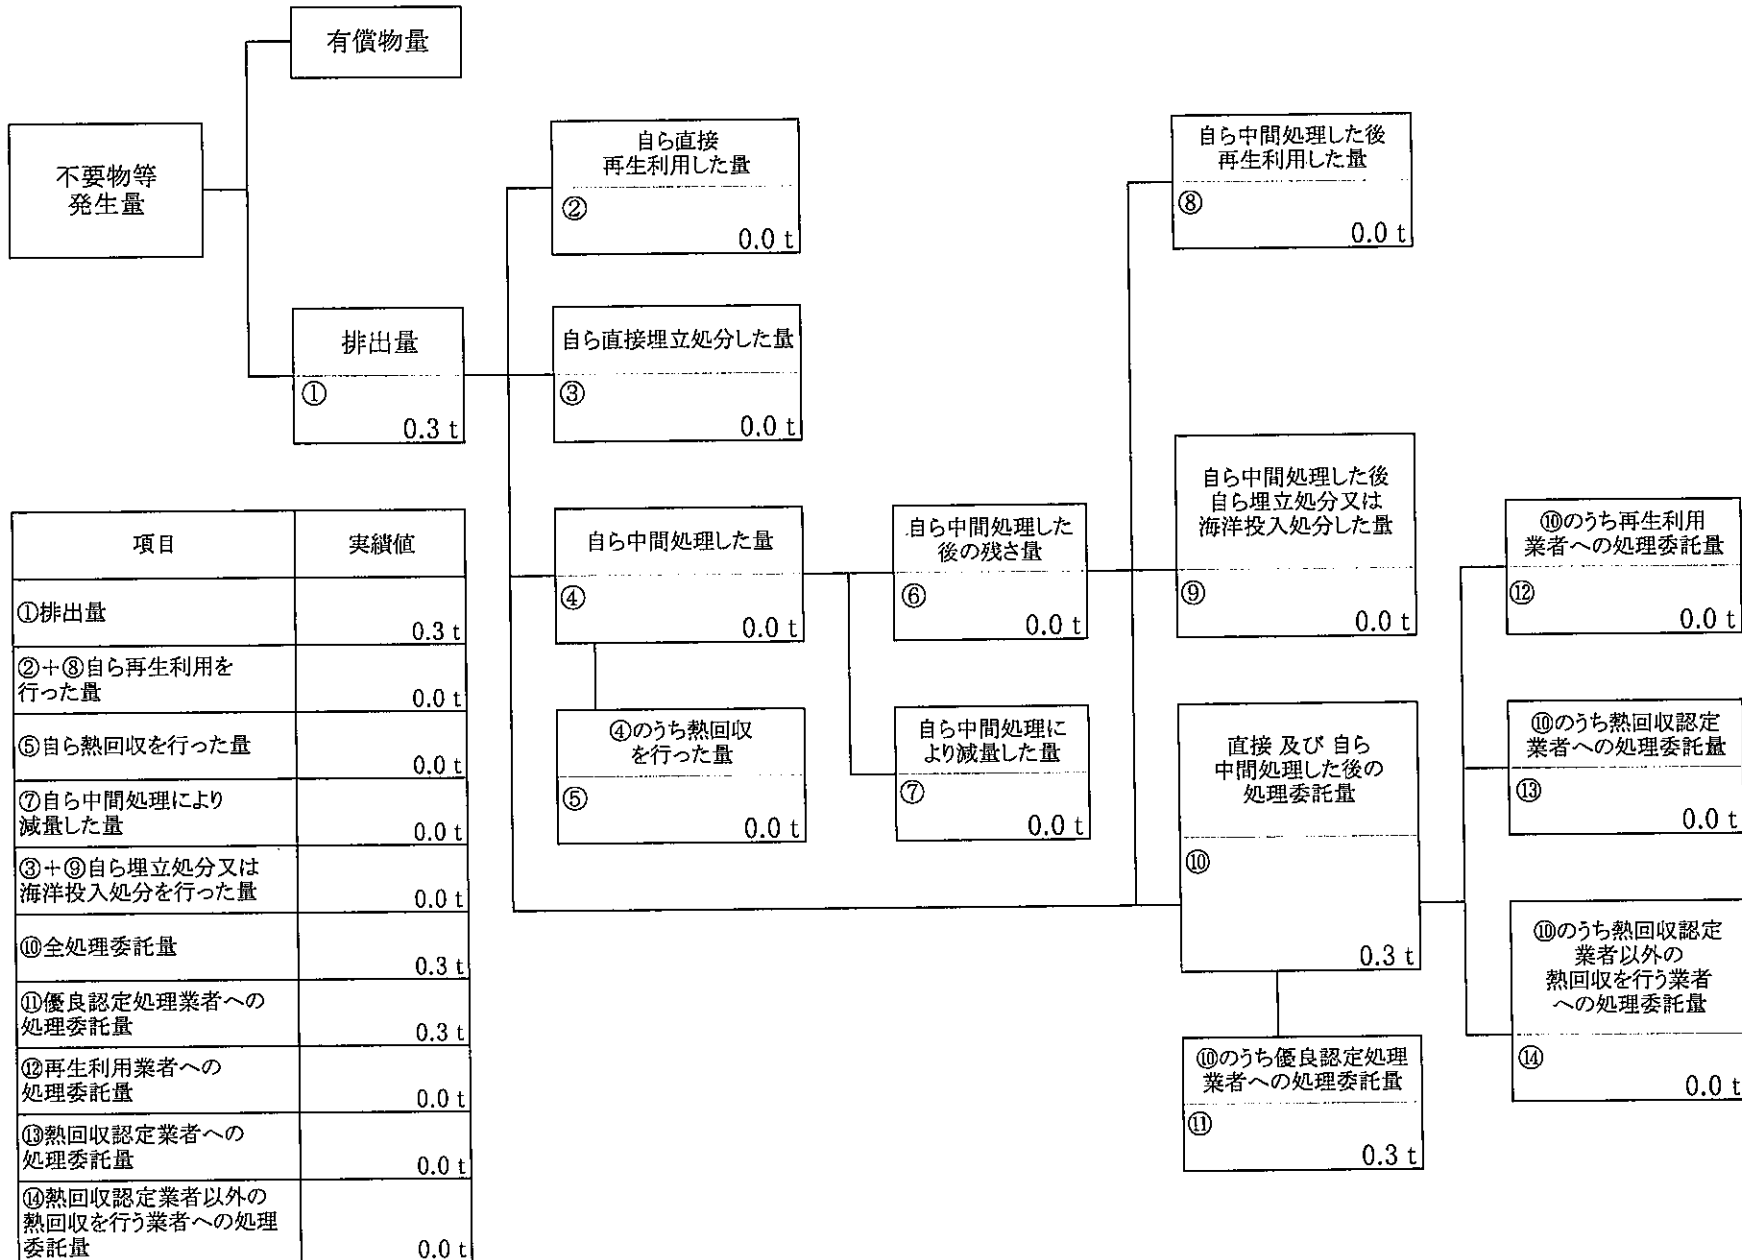 有償物量
不要物等
発生量
排出量
①
0.3 t
自ら直接
再生利用した量
②
0.0 t
自ら直接埋立処分した量
③
0.0 t
自ら中間処理した量
④
0.0 t
④のうち熱回収
を行った量
⑤
0.0 t
自ら中間処理した
後の残さ量
⑥
0.0 t
自ら中間処理に
より減量した量
⑦
0.0 t
自ら中間処理した後
再生利用した量
⑧
0.0 t
自ら中間処理した後
自ら埋立処分又は
海洋投入処分した量
⑨
0.0 t
直接 及び 自ら
中間処理した後の
処理委託量
⑩
0.3 t
⑩のうち優良認定処理
業者への処理委託量
⑪
0.3 t
⑩のうち再生利用
業者への処理委託量
⑫
0.0 t
⑩のうち熱回収認定
業者への処理委託量
⑬
0.0 t
⑩のうち熱回収認定
業者以外の
熱回収を行う業者
への処理委託量
⑭
0.0 t
項目 実績値
①排出量
0.3 t
②+⑧自ら再生利用を
行った量
0.0 t
⑤自ら熱回収を行った量
0.0 t
⑦自ら中間処理により
減量した量
0.0 t
③+⑨自ら埋立処分又は
海洋投入処分を行った量
0.0 t
⑩全処理委託量
0.3 t
⑪優良認定処理業者への
処理委託量
0.3 t
⑫再生利用業者への
処理委託量
0.0 t
⑬熱回収認定業者への
処理委託量
0.0 t
⑭熱回収認定業者以外の
熱回収を行う業者への処理
委託量
0.0 t